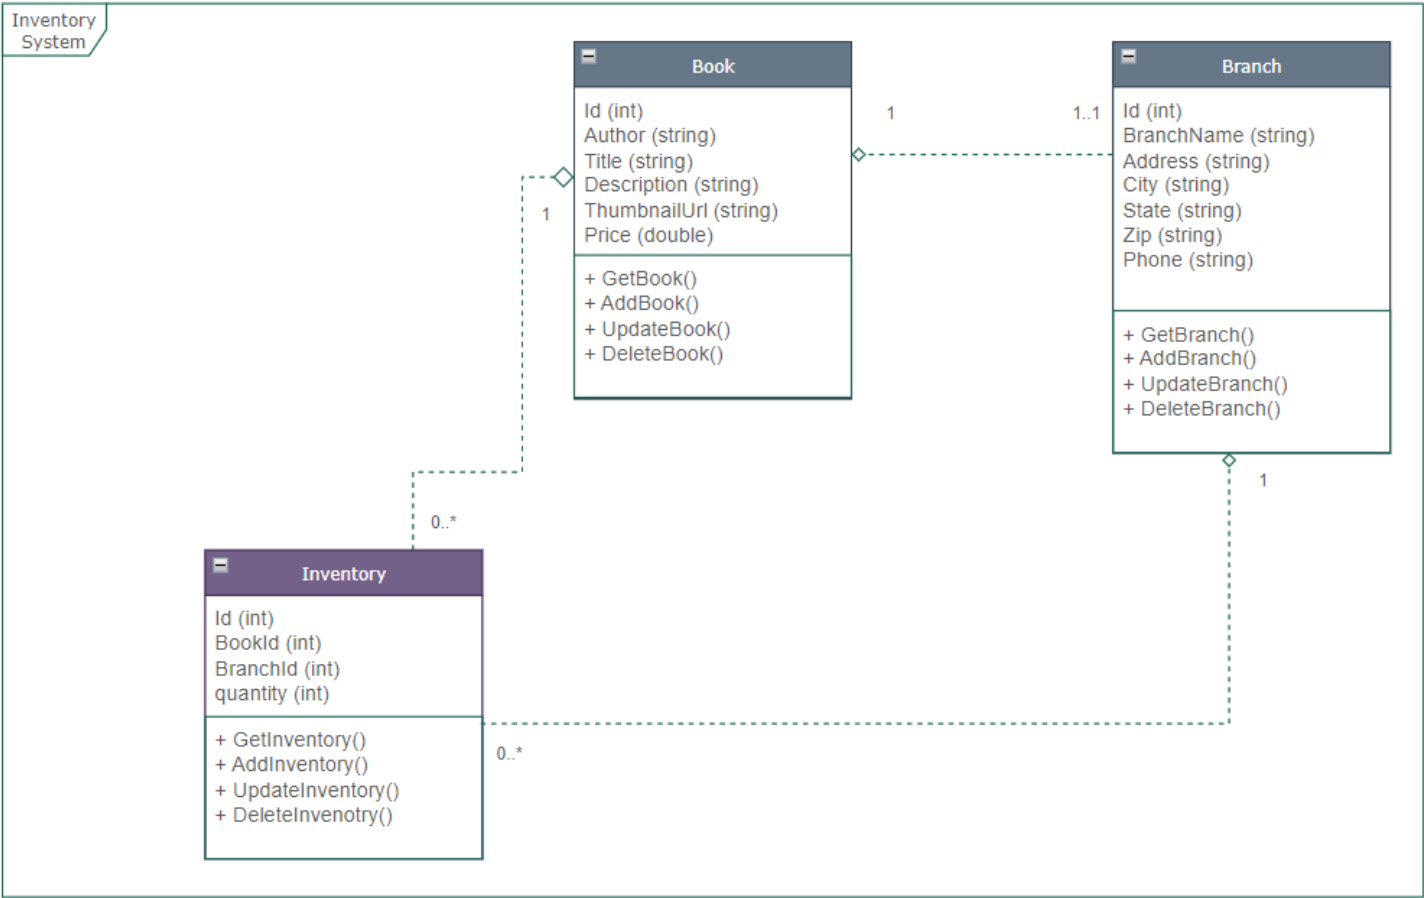 Inventory
System
Book
Id (int)
Author (string)
Title (string)
Description (string)
ThumbnailUrl (string)
Price (double)
+ GetBook()
+ AddBook()
+ UpdateBook()
+ DeleteBook()
1
1..1
Branch
Id (int)
BranchName (string)
Address (string)
City (string)
State (string)
Zip (string)
Phone (string)
+ GetBranch()
+ AddBranch()
+ UpdateBranch()
+ DeleteBranch()
1
1
0..*
Inventory
Id (int)
BookId (int)
BranchId (int)
quantity (int)
+ GetInventory()
+ AddInventory()
+ UpdateInventory()
+ DeleteInvenotry()
0..*